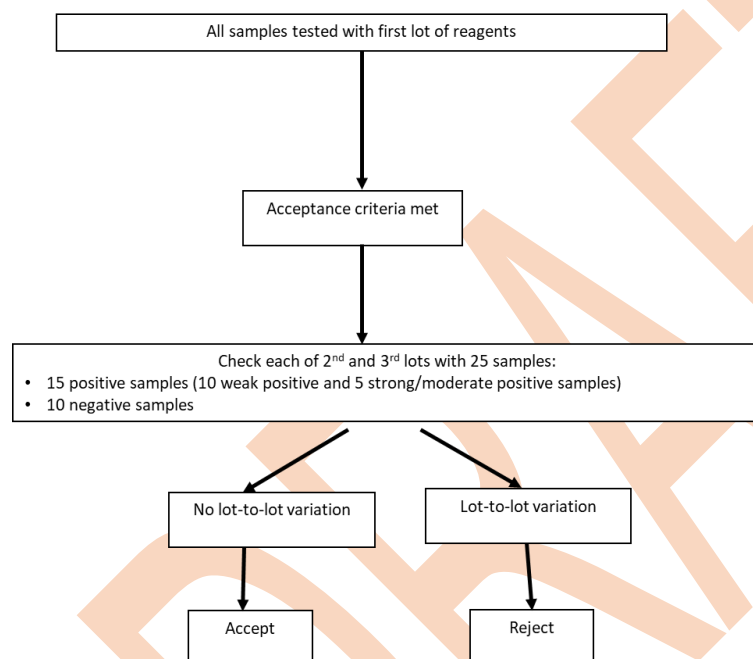 All samples tested with first lot of reagents
Acceptance criteria met
Check each of 2nd and 3rd lots with 25 samples:
• 15 positive samples (10 weak positive and 5 strong/moderate positive samples)
• 10 negative samples
No lot-to-lot variation
Lot-to-lot variation
Accept
Reject